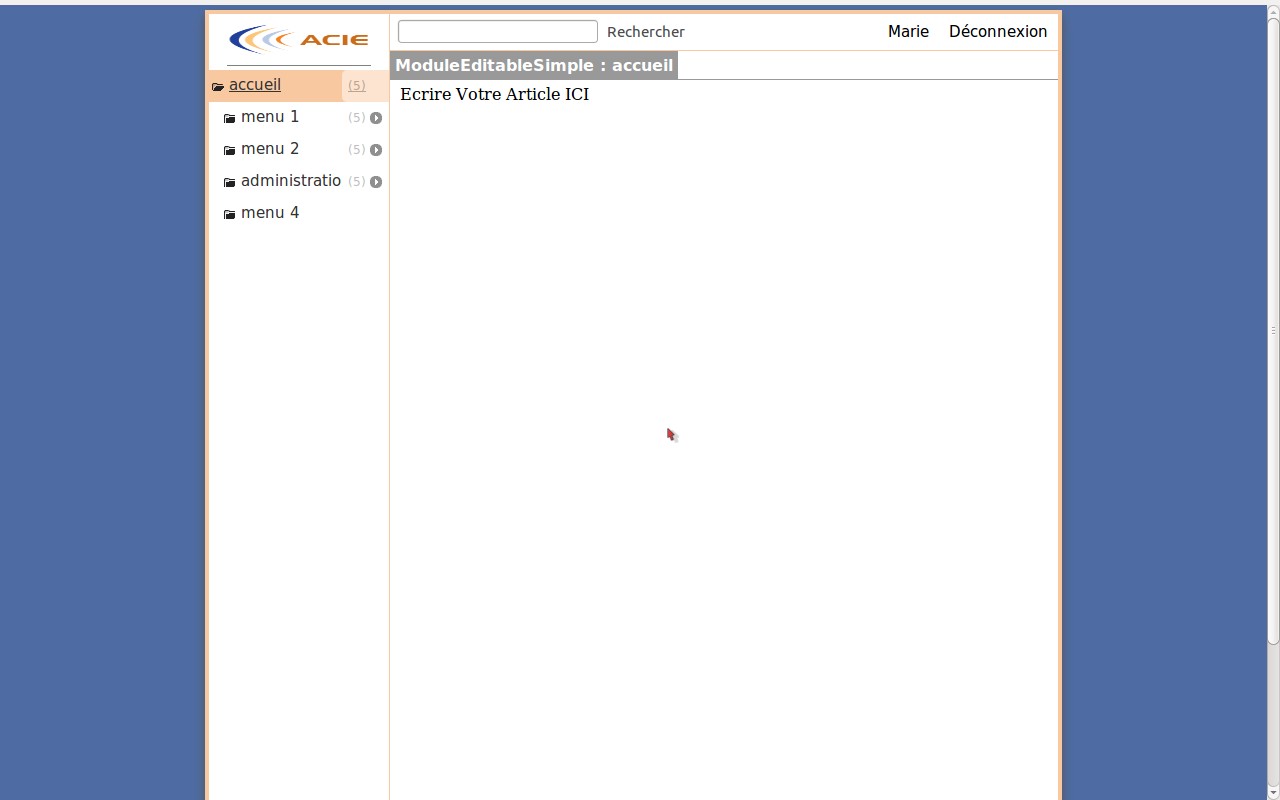 ACIE
Rechercher
Marie
Déconnexion
accueil (5)
menu 1 (5)
menu 2 (5)
administratio (5)
menu 4
ModuleEditableSimple : accueil
Ecrire Votre Article ICI